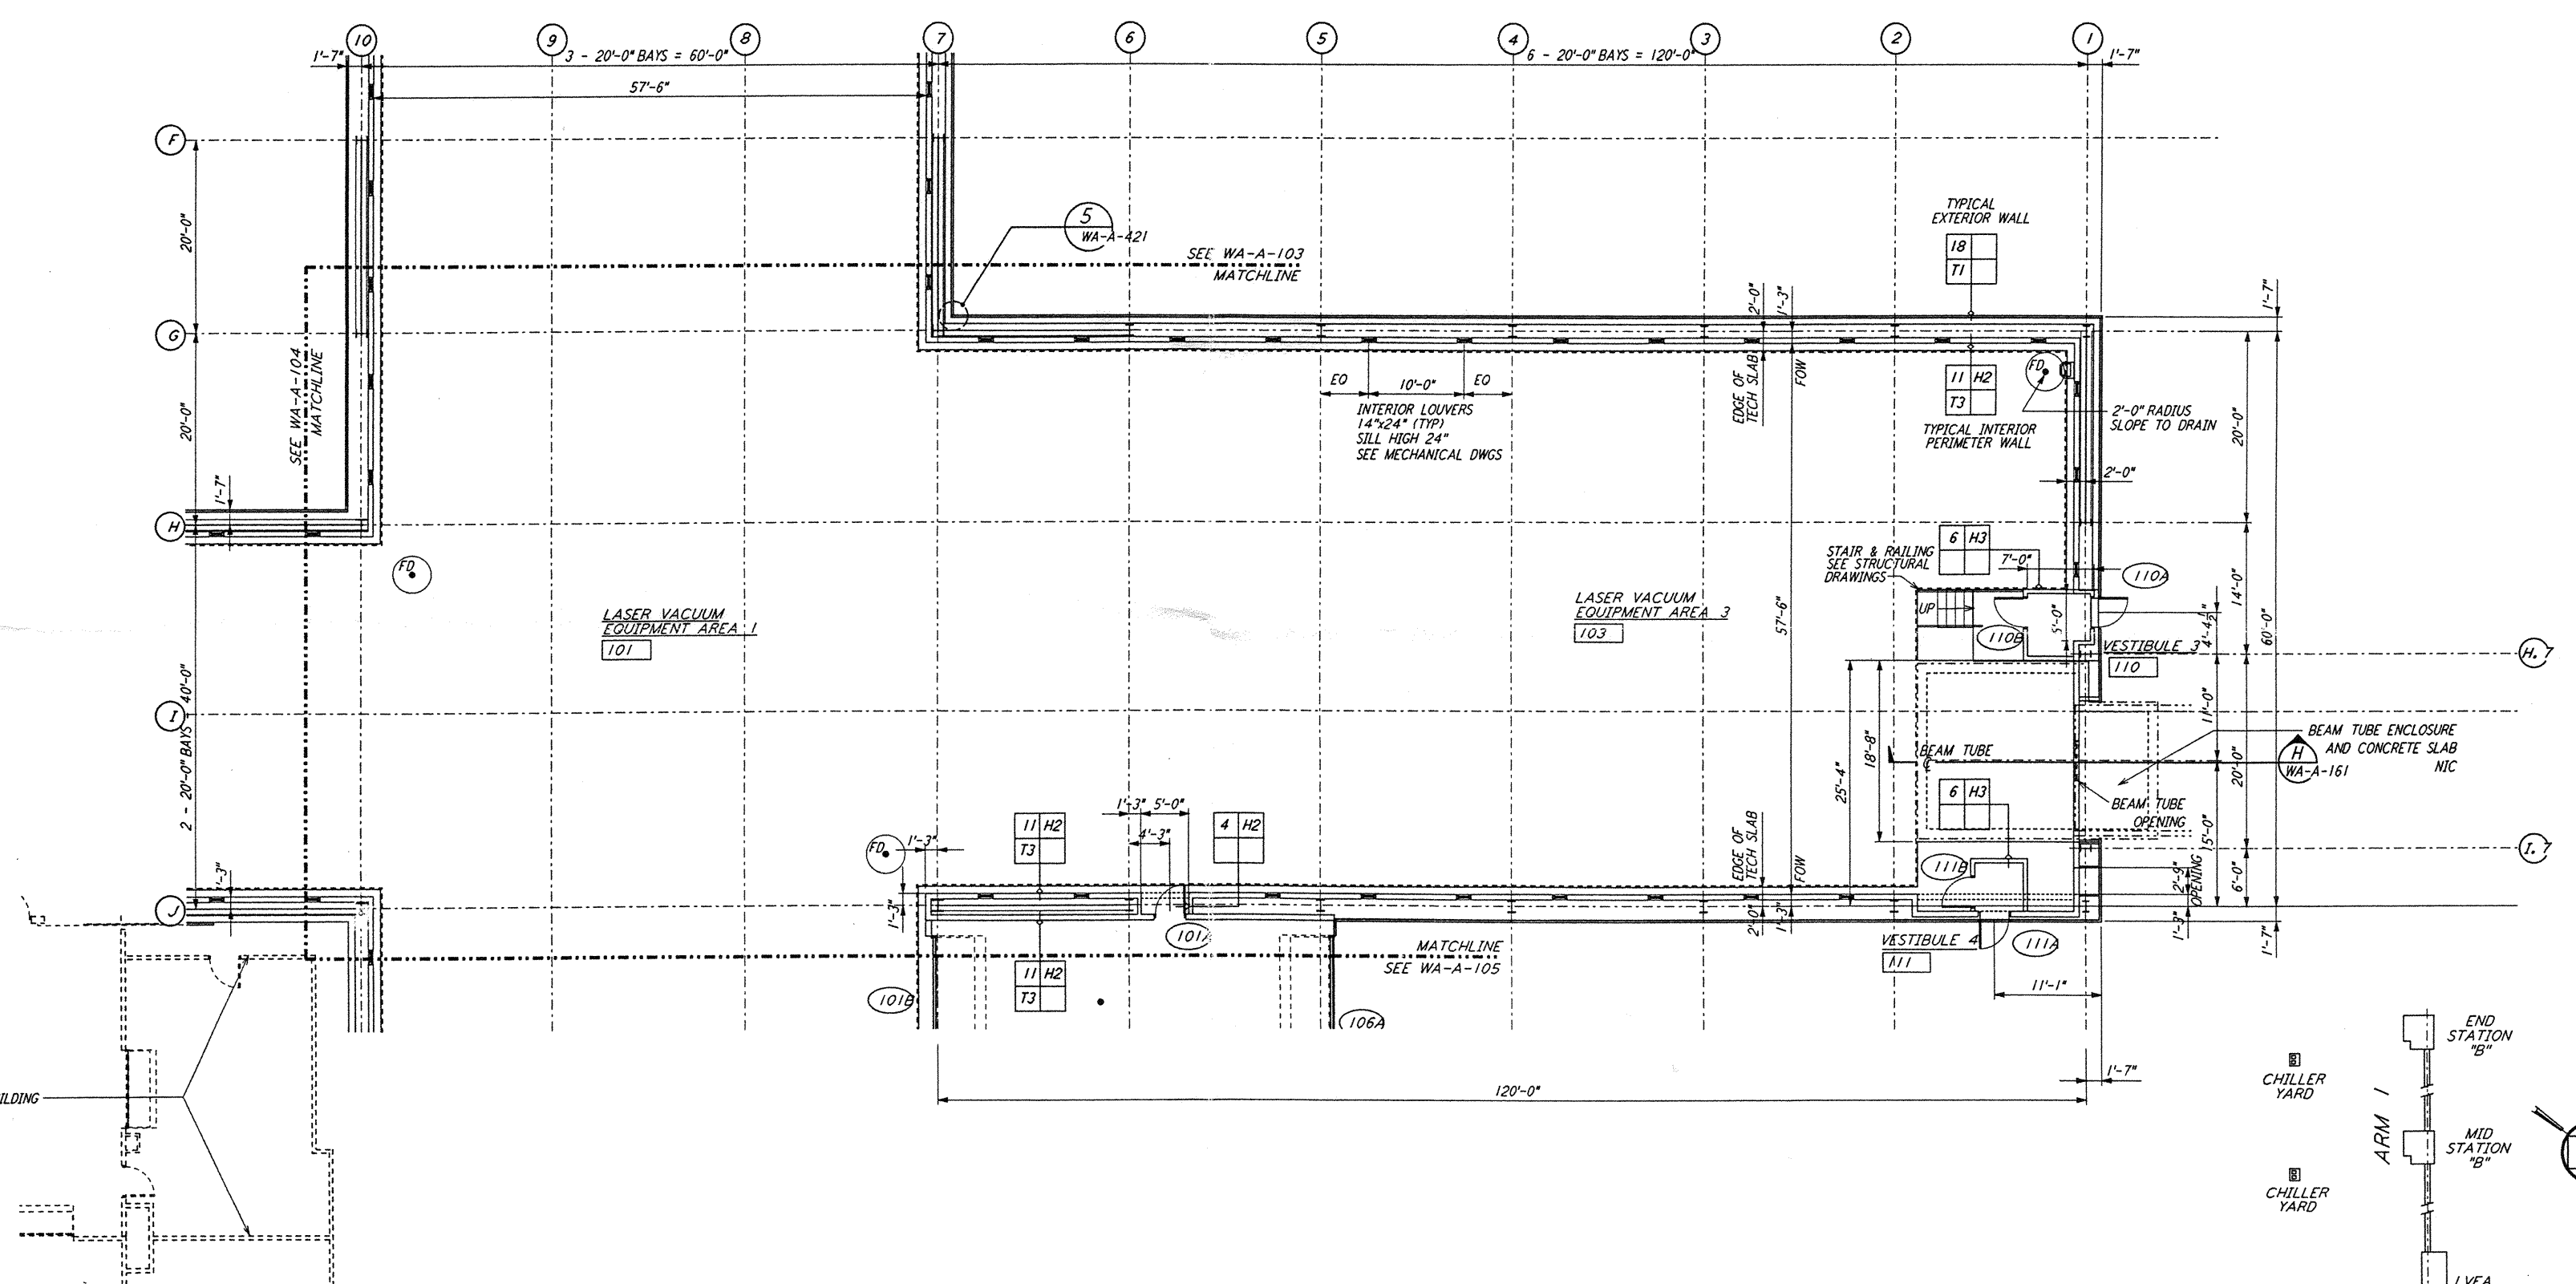 10
9
8
7
6
5
4
3
2
1
1'-7"
3 - 20'-0" BAYS = 60'-0"
6 - 20'-0" BAYS = 120'-0"
1'-7"
57'-6"
F
20'-0"
5
WA-A-421
SEE WA-A-103
MATCHLINE
TYPICAL
EXTERIOR WALL
18
T1
G
20'-0"
SEE WA-A-104
MATCHLINE
2'-0"
1'-3"
1'-7"
EQ
10'-0"
EQ
INTERIOR LOUVERS
14"x24" (TYP)
SILL HIGH 24"
SEE MECHANICAL DWGS
EDGE OF
TECH SLAB
FOW
11 H2
T3
TYPICAL INTERIOR
PERIMETER WALL
FD
2'-0" RADIUS
SLOPE TO DRAIN
20'-0"
2'-0"
1'-7"
H
FD
6 H3
STAIR & RAILING
SEE STRUCTURAL
DRAWINGS
7'-0"
110A
14'-0"
UP
5'-0"
110B
4'-4 1/2"
60'-0"
LASER VACUUM
EQUIPMENT AREA 1
101
LASER VACUUM
EQUIPMENT AREA 3
103
57'-6"
VESTIBULE 3
110
H.7
2 - 20'-0" BAYS 40'-0"
I
25'-4"
18'-8"
11'-0"
20'-0"
BEAM TUBE
BEAM TUBE ENCLOSURE
AND CONCRETE SLAB
NIC
H
WA-A-161
6 H3
BEAM TUBE
OPENING
15'-0"
I.7
1'-3"
5'-0"
4'-3"
11 H2
T3
4 H2
FD
1'-3"
EDGE OF
TECH SLAB
FOW
111B
2'-9"
OPENING
6'-0"
J
1'-3"
1'-3"
101A
2'-0"
1'-3"
1'-3"
1'-7"
VESTIBULE 4
111
111A
MATCHLINE
SEE WA-A-105
11 H2
T3
101B
106A
11'-1"
1'-7"
120'-0"
ILDING
END
STATION
"B"
CHILLER
YARD
ARM 1
MID
STATION
"B"
CHILLER
YARD
LVEA